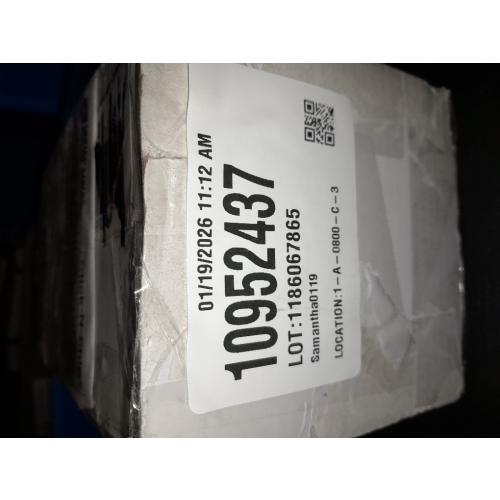 01/19/2026 11:12 AM
10952437
LOT:1186067865
Samantha0119
LOCATION:1-A-0800-C-3